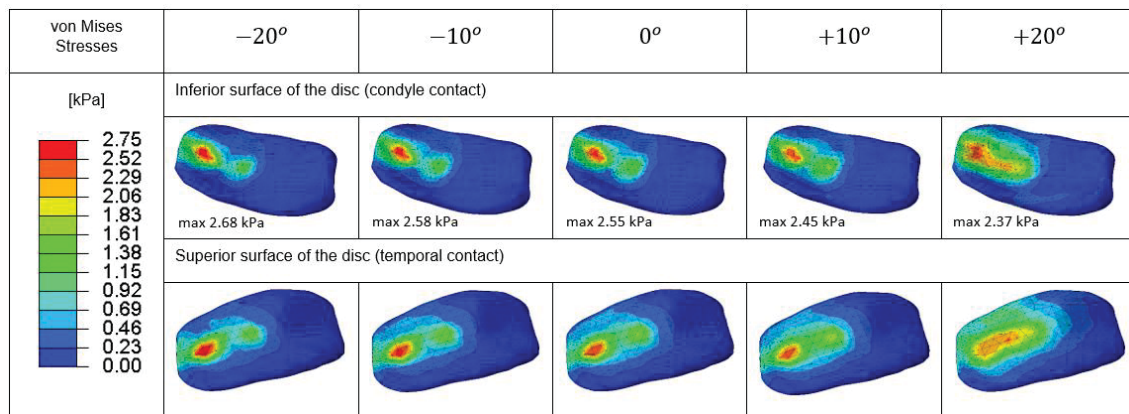 von Mises
Stresses
−20°
−10°
0°
+10°
+20°
[kPa]
Inferior surface of the disc (condyle contact)
2.75
2.52
2.29
2.06
1.83
1.61
1.38
1.15
0.92
0.69
0.46
0.23
0.00
max 2.68 kPa
max 2.58 kPa
max 2.55 kPa
max 2.45 kPa
max 2.37 kPa
Superior surface of the disc (temporal contact)